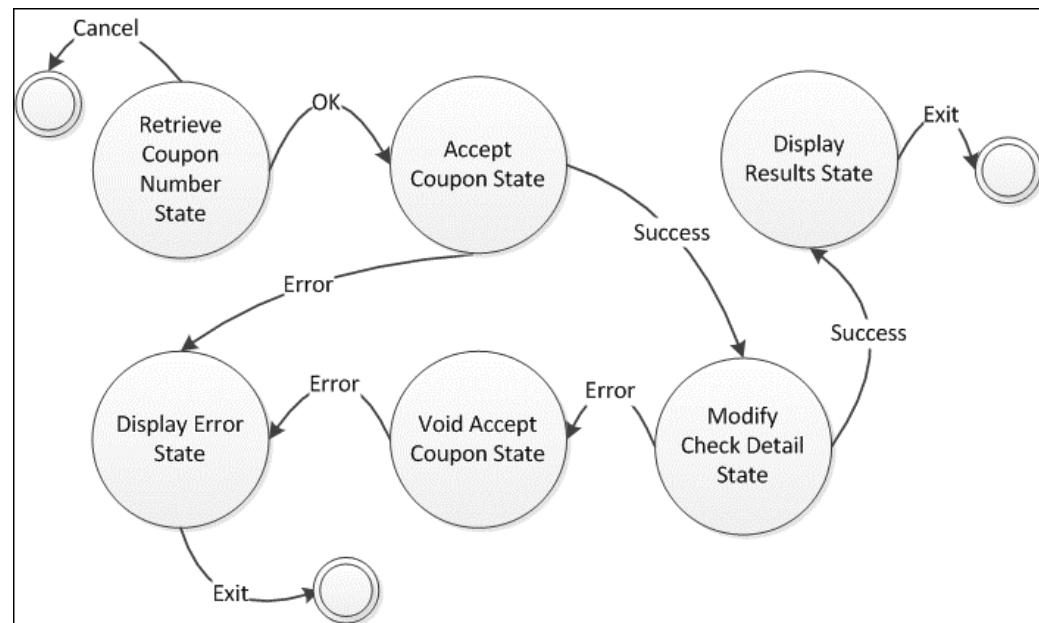 Cancel
Retrieve
Coupon
Number
State
OK
Accept
Coupon State
Display
Results State
Exit
Success
Error
Success
Display Error
State
Error
Void Accept
Coupon State
Error
Modify
Check Detail
State
Exit